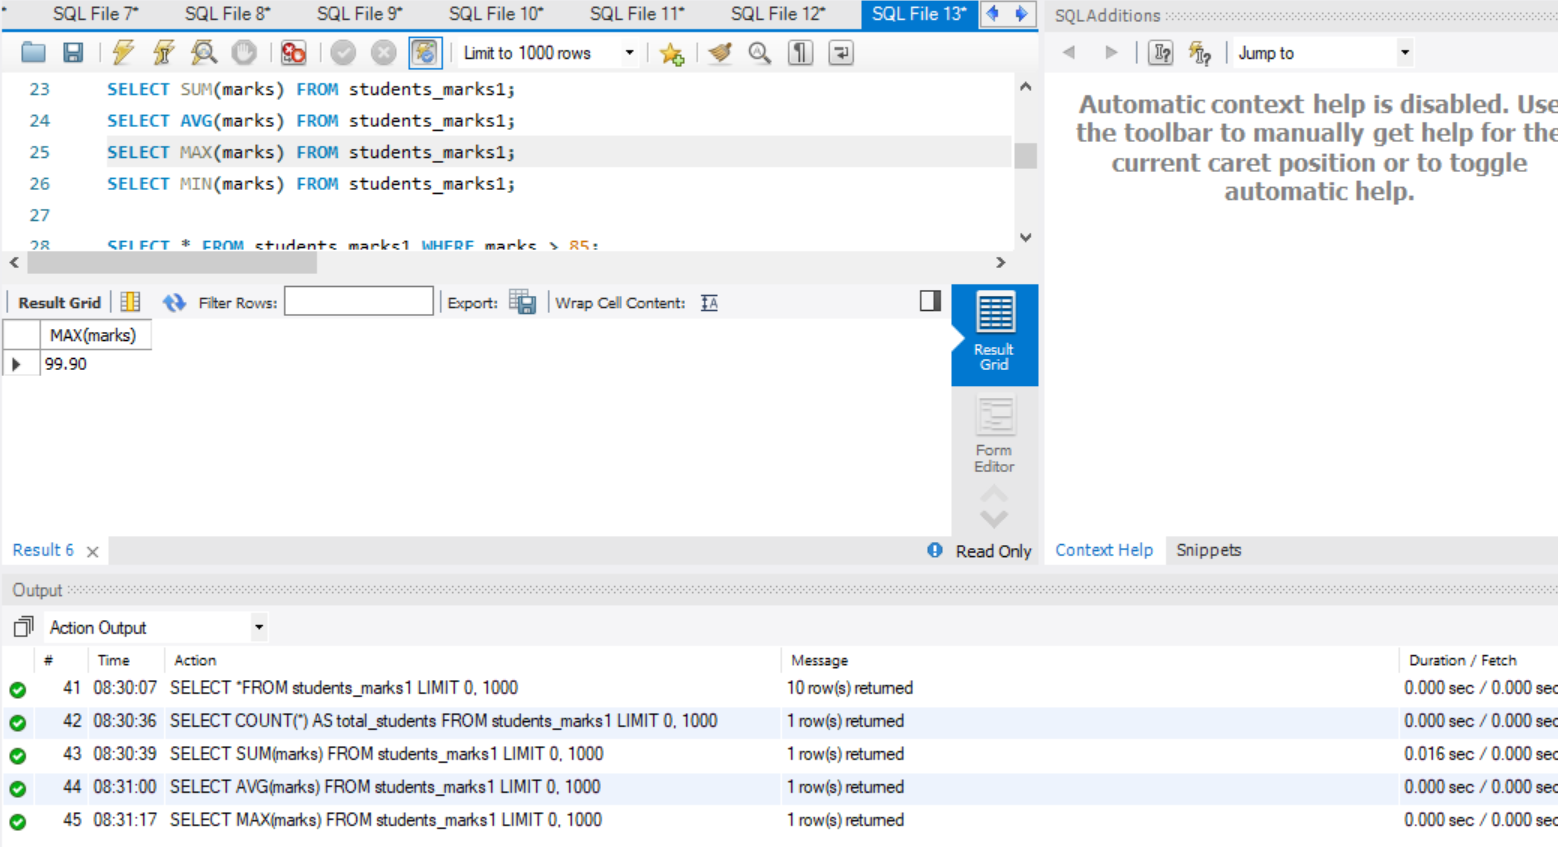 SQL File 7* SQL File 8* SQL File 9* SQL File 10* SQL File 11* SQL File 12* SQL File 13*
SQLAdditions
Limit to 1000 rows
Jump to
23 SELECT SUM(marks) FROM students_marks1;
24 SELECT AVG(marks) FROM students_marks1;
25 SELECT MAX(marks) FROM students_marks1;
26 SELECT MIN(marks) FROM students_marks1;
27
28 SELECT * FROM students_marks1 WHERE marks > 85;
Automatic context help is disabled. Use
the toolbar to manually get help for the
current caret position or to toggle
automatic help.
Result Grid Filter Rows: Export: Wrap Cell Content:
MAX(marks)
99.90
Result
Grid
Form
Editor
Result 6 Read Only
Context Help Snippets
Output
Action Output
# Time Action Message Duration / Fetch
41 08:30:07 SELECT *FROM students_marks1 LIMIT 0, 1000 10 row(s) returned 0.000 sec / 0.000 sec
42 08:30:36 SELECT COUNT(*) AS total_students FROM students_marks1 LIMIT 0, 1000 1 row(s) returned 0.000 sec / 0.000 sec
43 08:30:39 SELECT SUM(marks) FROM students_marks1 LIMIT 0, 1000 1 row(s) returned 0.016 sec / 0.000 sec
44 08:31:00 SELECT AVG(marks) FROM students_marks1 LIMIT 0, 1000 1 row(s) returned 0.000 sec / 0.000 sec
45 08:31:17 SELECT MAX(marks) FROM students_marks1 LIMIT 0, 1000 1 row(s) returned 0.000 sec / 0.000 sec